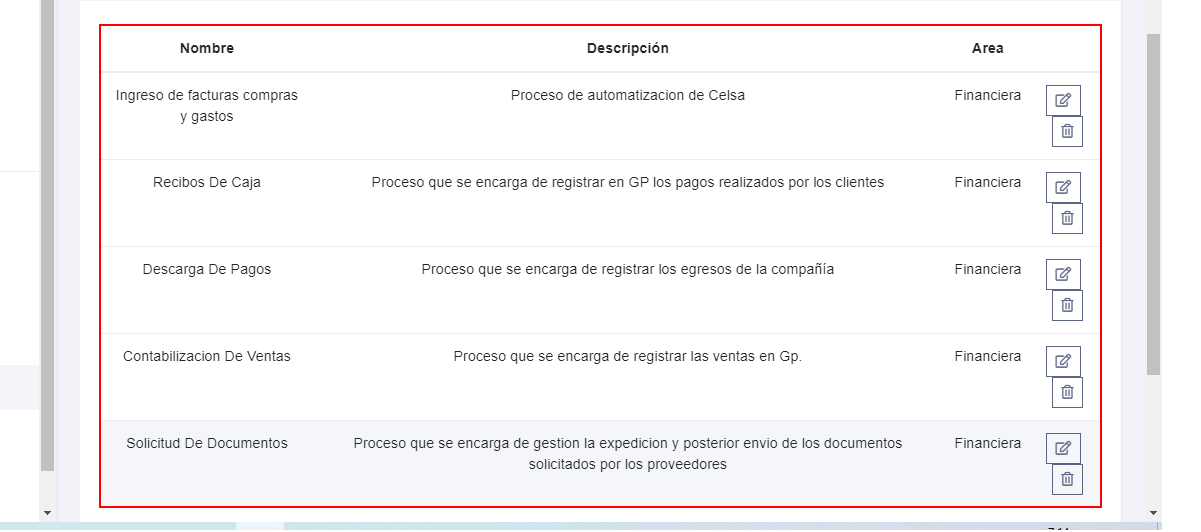 Nombre Descripción Area
Ingreso de facturas compras Proceso de automatizacion de Celsa Financiera
y gastos
Recibos De Caja Proceso que se encarga de registrar en GP los pagos realizados por los clientes Financiera
Descarga De Pagos Proceso que se encarga de registrar los egresos de la compañía Financiera
Contabilizacion De Ventas Proceso que se encarga de registrar las ventas en Gp. Financiera
Solicitud De Documentos Proceso que se encarga de gestion la expedicion y posterior envio de los documentos Financiera
solicitados por los proveedores